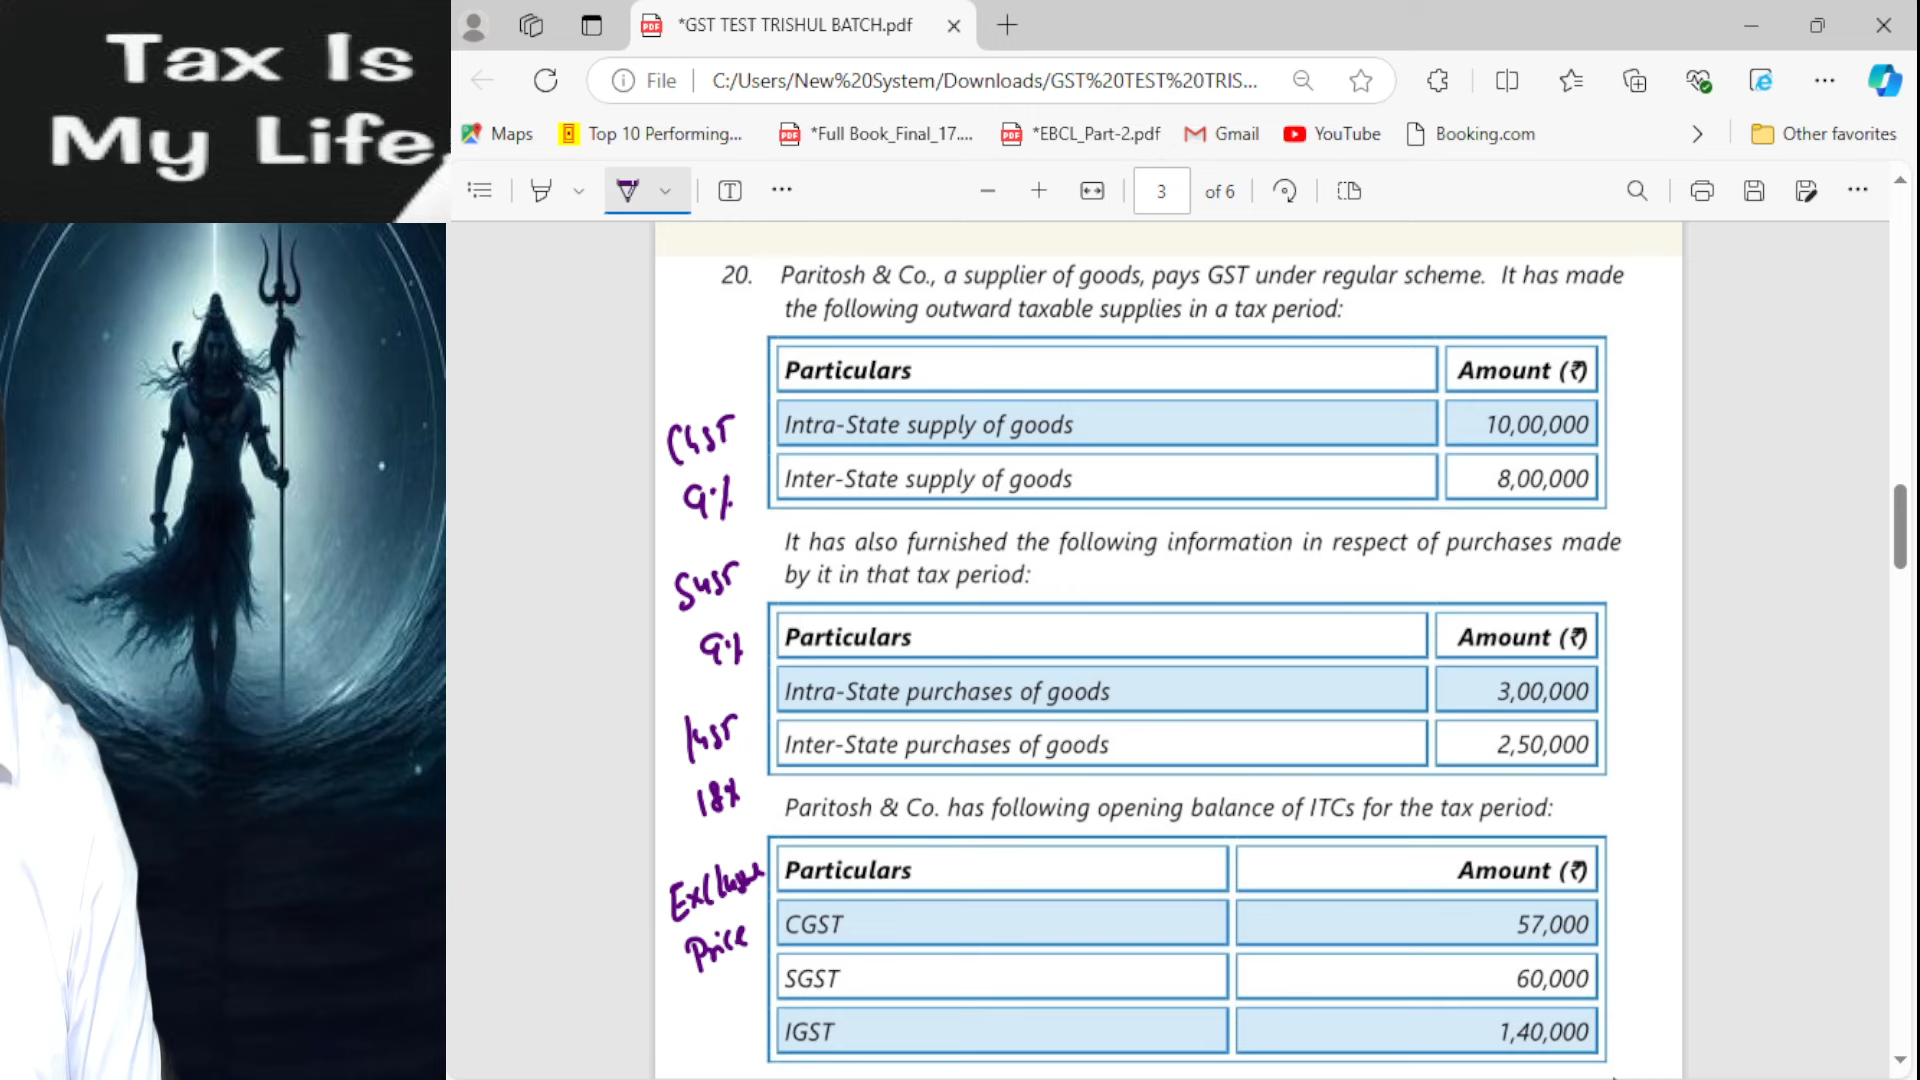 Tax Is
My Life.
*GST TEST TRISHUL BATCH.pdf
File
C:/Users/New%20System/Downloads/GST%20TEST%20TRIS...
Maps
Top 10 Performing...
*Full Book_Final_17....
*EBCL_Part-2.pdf
Gmail
YouTube
Booking.com
Other favorites
3 of 6
20. Paritosh & Co., a supplier of goods, pays GST under regular scheme. It has made
the following outward taxable supplies in a tax period:
Particulars Amount (₹)
Intra-State supply of goods 10,00,000
Inter-State supply of goods 8,00,000
It has also furnished the following information in respect of purchases made
by it in that tax period:
Particulars Amount (₹)
Intra-State purchases of goods 3,00,000
Inter-State purchases of goods 2,50,000
Paritosh & Co. has following opening balance of ITCs for the tax period:
Particulars Amount (₹)
CGST 57,000
SGST 60,000
IGST 1,40,000
CGST
9%
SGST
9%
IGST
18%
Exclusive
Price